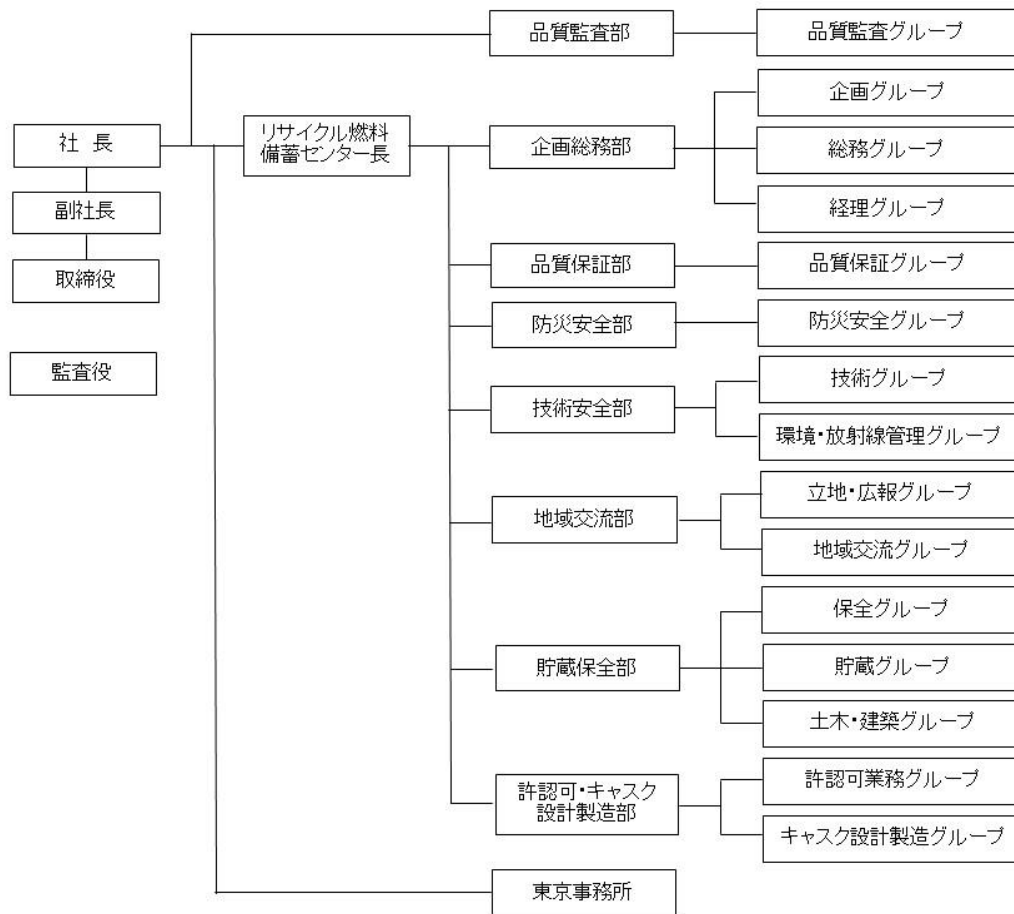 品質監査部
品質監査グループ
企画グループ
社 長
リサイクル燃料
備蓄センター長
企画総務部
総務グループ
副社長
経理グループ
取締役
品質保証部
品質保証グループ
防災安全部
防災安全グループ
監査役
技術安全部
技術グループ
環境・放射線管理グループ
地域交流部
立地・広報グループ
地域交流グループ
貯蔵保全部
保全グループ
貯蔵グループ
土木・建築グループ
許認可・キャスク
設計製造部
許認可業務グループ
キャスク設計製造グループ
東京事務所